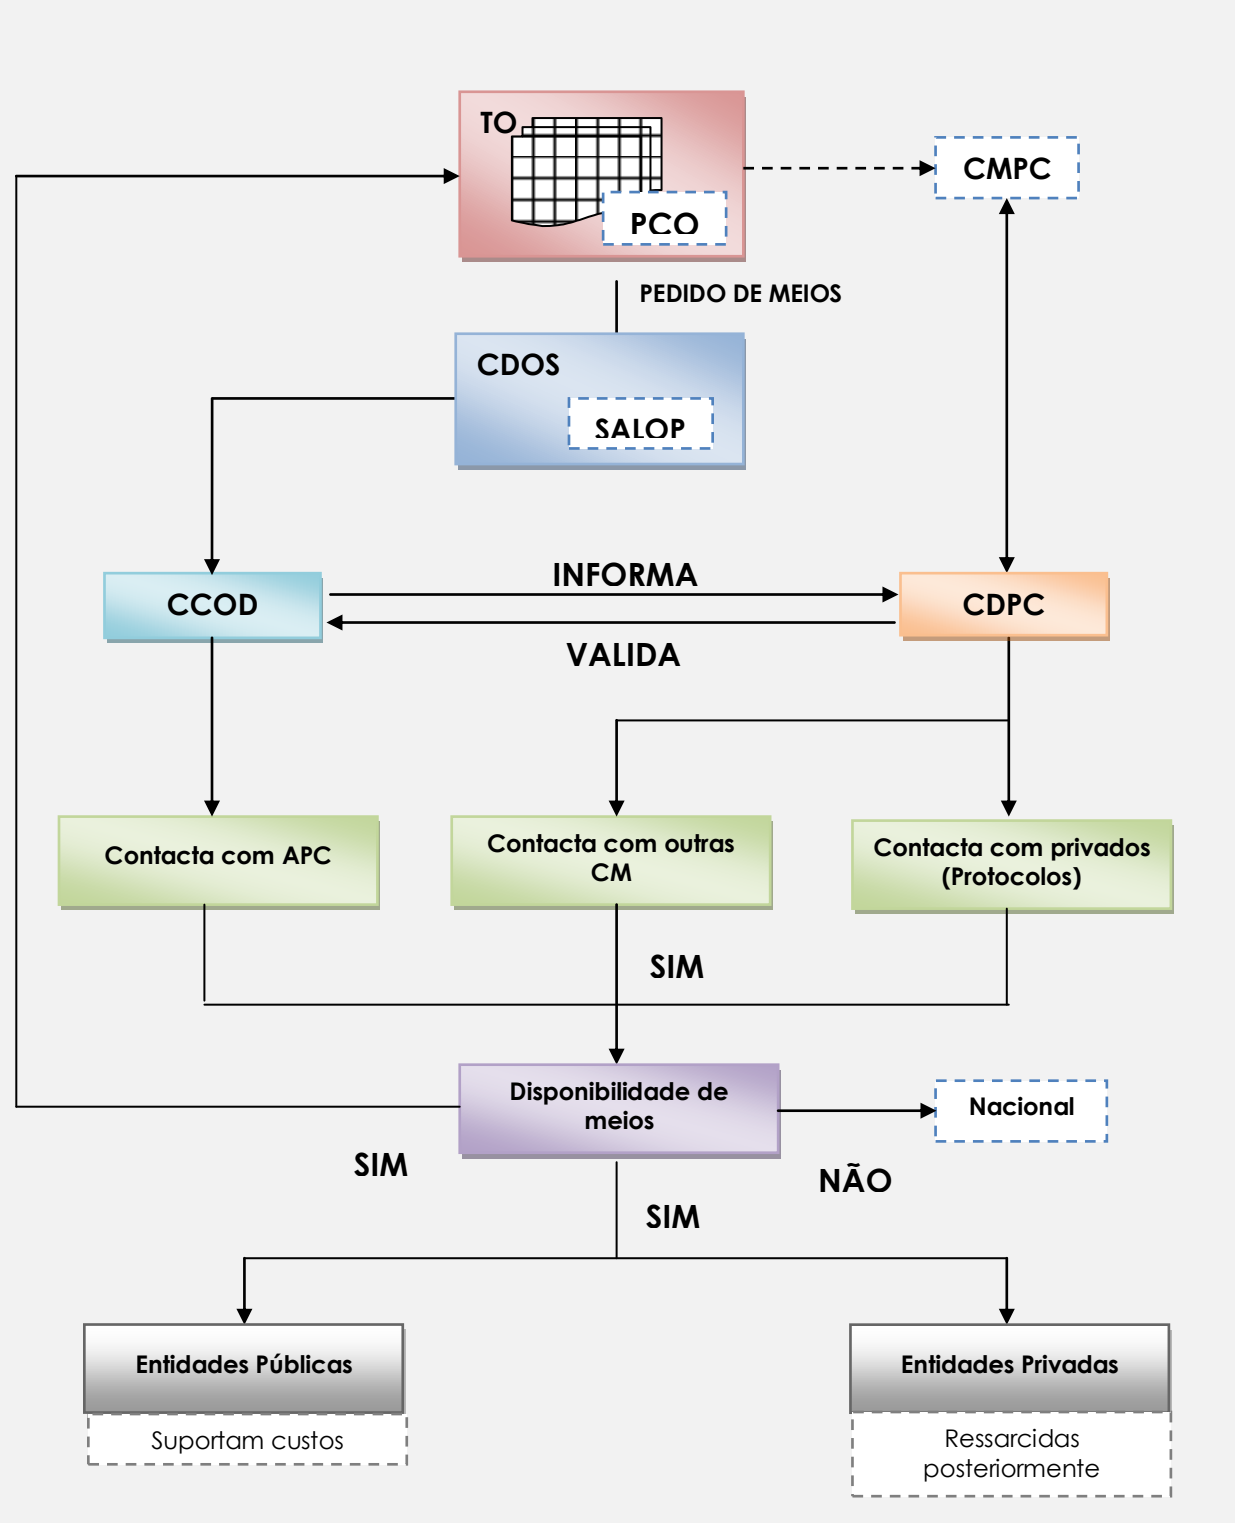 TO
CMPC
PCO
PEDIDO DE MEIOS
CDOS
SALOP
INFORMA
CCOD
CDPC
VALIDA
Contacta com APC
Contacta com outras
CM
Contacta com privados
(Protocolos)
SIM
Disponibilidade de
meios
Nacional
SIM
NÃO
SIM
Entidades Públicas
Entidades Privadas
Suportam custos
Ressarcidas
posteriormente